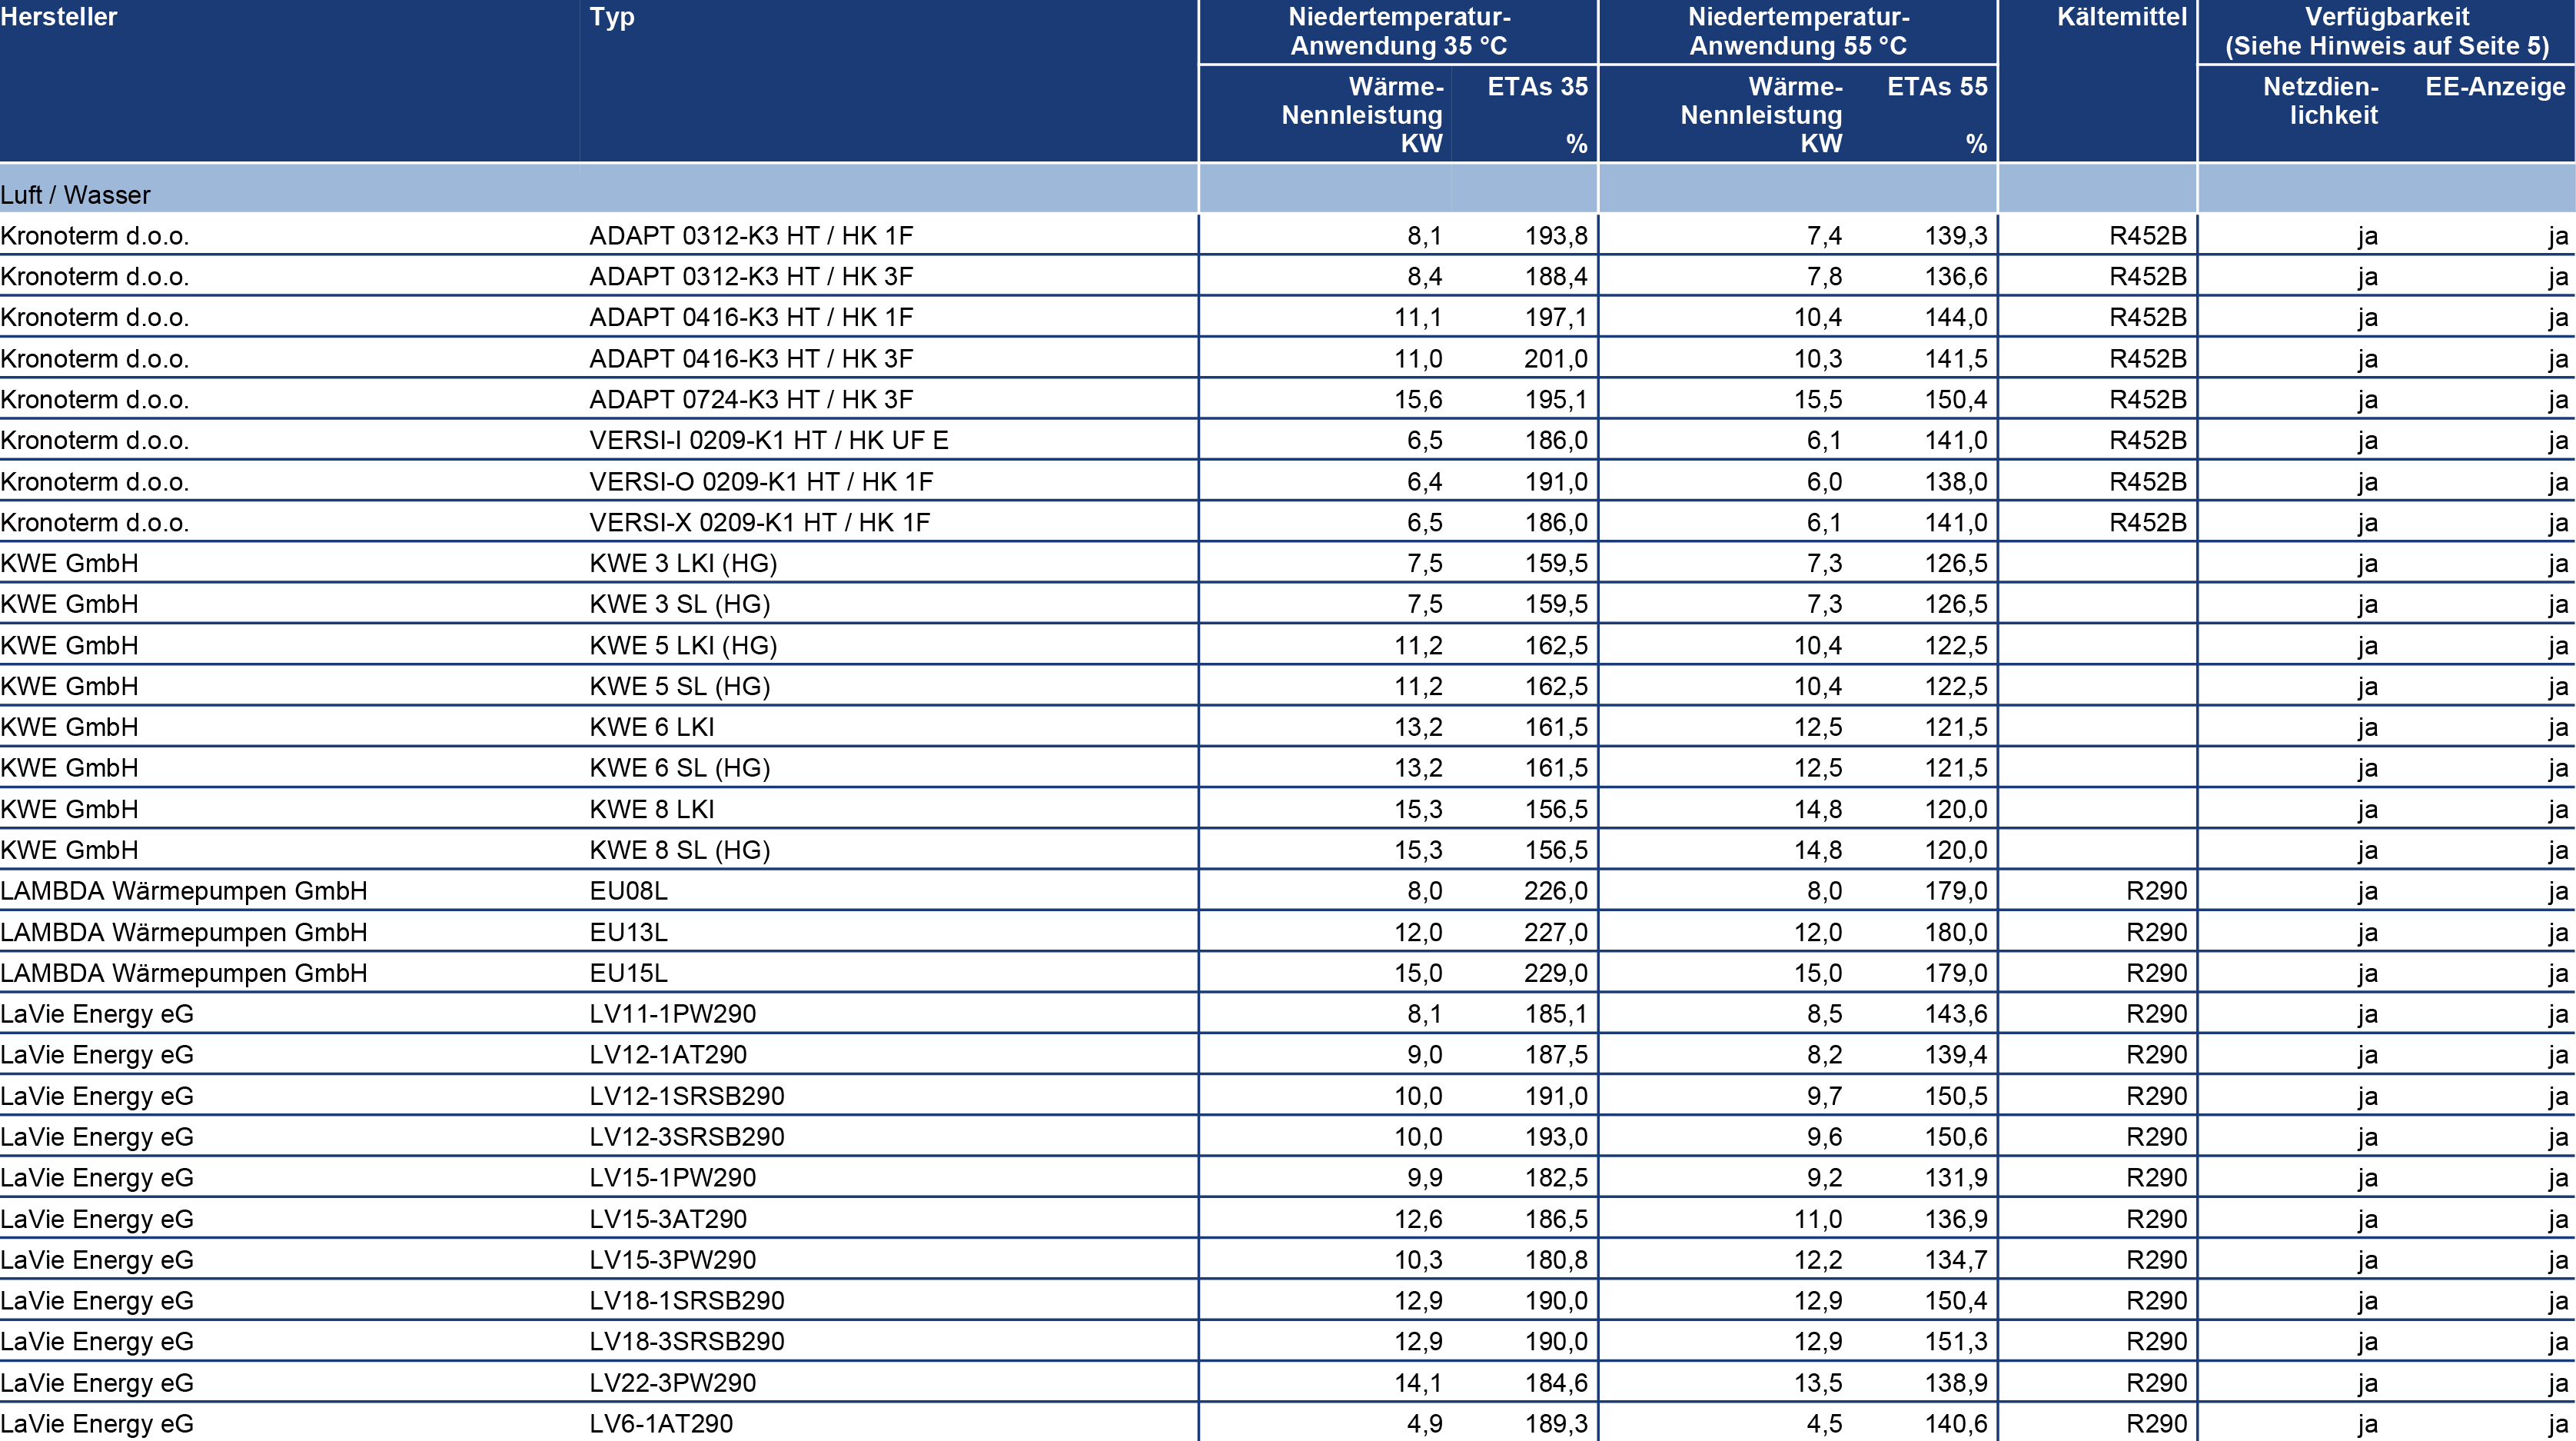 Hersteller Typ Niedertemperatur- Niedertemperatur- Kältemittel Verfügbarkeit
Anwendung 35 °C Anwendung 55 °C (Siehe Hinweis auf Seite 5)
Wärme- ETAs 35 Wärme- ETAs 55 Netzdien- EE-Anzeige
Nennleistung Nennleistung lichkeit
KW % KW %
Luft / Wasser
Kronoterm d.o.o. ADAPT 0312-K3 HT / HK 1F 8,1 193,8 7,4 139,3 R452B ja ja
Kronoterm d.o.o. ADAPT 0312-K3 HT / HK 3F 8,4 188,4 7,8 136,6 R452B ja ja
Kronoterm d.o.o. ADAPT 0416-K3 HT / HK 1F 11,1 197,1 10,4 144,0 R452B ja ja
Kronoterm d.o.o. ADAPT 0416-K3 HT / HK 3F 11,0 201,0 10,3 141,5 R452B ja ja
Kronoterm d.o.o. ADAPT 0724-K3 HT / HK 3F 15,6 195,1 15,5 150,4 R452B ja ja
Kronoterm d.o.o. VERSI-I 0209-K1 HT / HK UF E 6,5 186,0 6,1 141,0 R452B ja ja
Kronoterm d.o.o. VERSI-O 0209-K1 HT / HK 1F 6,4 191,0 6,0 138,0 R452B ja ja
Kronoterm d.o.o. VERSI-X 0209-K1 HT / HK 1F 6,5 186,0 6,1 141,0 R452B ja ja
KWE GmbH KWE 3 LKI (HG) 7,5 159,5 7,3 126,5 ja ja
KWE GmbH KWE 3 SL (HG) 7,5 159,5 7,3 126,5 ja ja
KWE GmbH KWE 5 LKI (HG) 11,2 162,5 10,4 122,5 ja ja
KWE GmbH KWE 5 SL (HG) 11,2 162,5 10,4 122,5 ja ja
KWE GmbH KWE 6 LKI 13,2 161,5 12,5 121,5 ja ja
KWE GmbH KWE 6 SL (HG) 13,2 161,5 12,5 121,5 ja ja
KWE GmbH KWE 8 LKI 15,3 156,5 14,8 120,0 ja ja
KWE GmbH KWE 8 SL (HG) 15,3 156,5 14,8 120,0 ja ja
LAMBDA Wärmepumpen GmbH EU08L 8,0 226,0 8,0 179,0 R290 ja ja
LAMBDA Wärmepumpen GmbH EU13L 12,0 227,0 12,0 180,0 R290 ja ja
LAMBDA Wärmepumpen GmbH EU15L 15,0 229,0 15,0 179,0 R290 ja ja
LaVie Energy eG LV11-1PW290 8,1 185,1 8,5 143,6 R290 ja ja
LaVie Energy eG LV12-1AT290 9,0 187,5 8,2 139,4 R290 ja ja
LaVie Energy eG LV12-1SRSB290 10,0 191,0 9,7 150,5 R290 ja ja
LaVie Energy eG LV12-3SRSB290 10,0 193,0 9,6 150,6 R290 ja ja
LaVie Energy eG LV15-1PW290 9,9 182,5 9,2 131,9 R290 ja ja
LaVie Energy eG LV15-3AT290 12,6 186,5 11,0 136,9 R290 ja ja
LaVie Energy eG LV15-3PW290 10,3 180,8 12,2 134,7 R290 ja ja
LaVie Energy eG LV18-1SRSB290 12,9 190,0 12,9 150,4 R290 ja ja
LaVie Energy eG LV18-3SRSB290 12,9 190,0 12,9 151,3 R290 ja ja
LaVie Energy eG LV22-3PW290 14,1 184,6 13,5 138,9 R290 ja ja
LaVie Energy eG LV6-1AT290 4,9 189,3 4,5 140,6 R290 ja ja